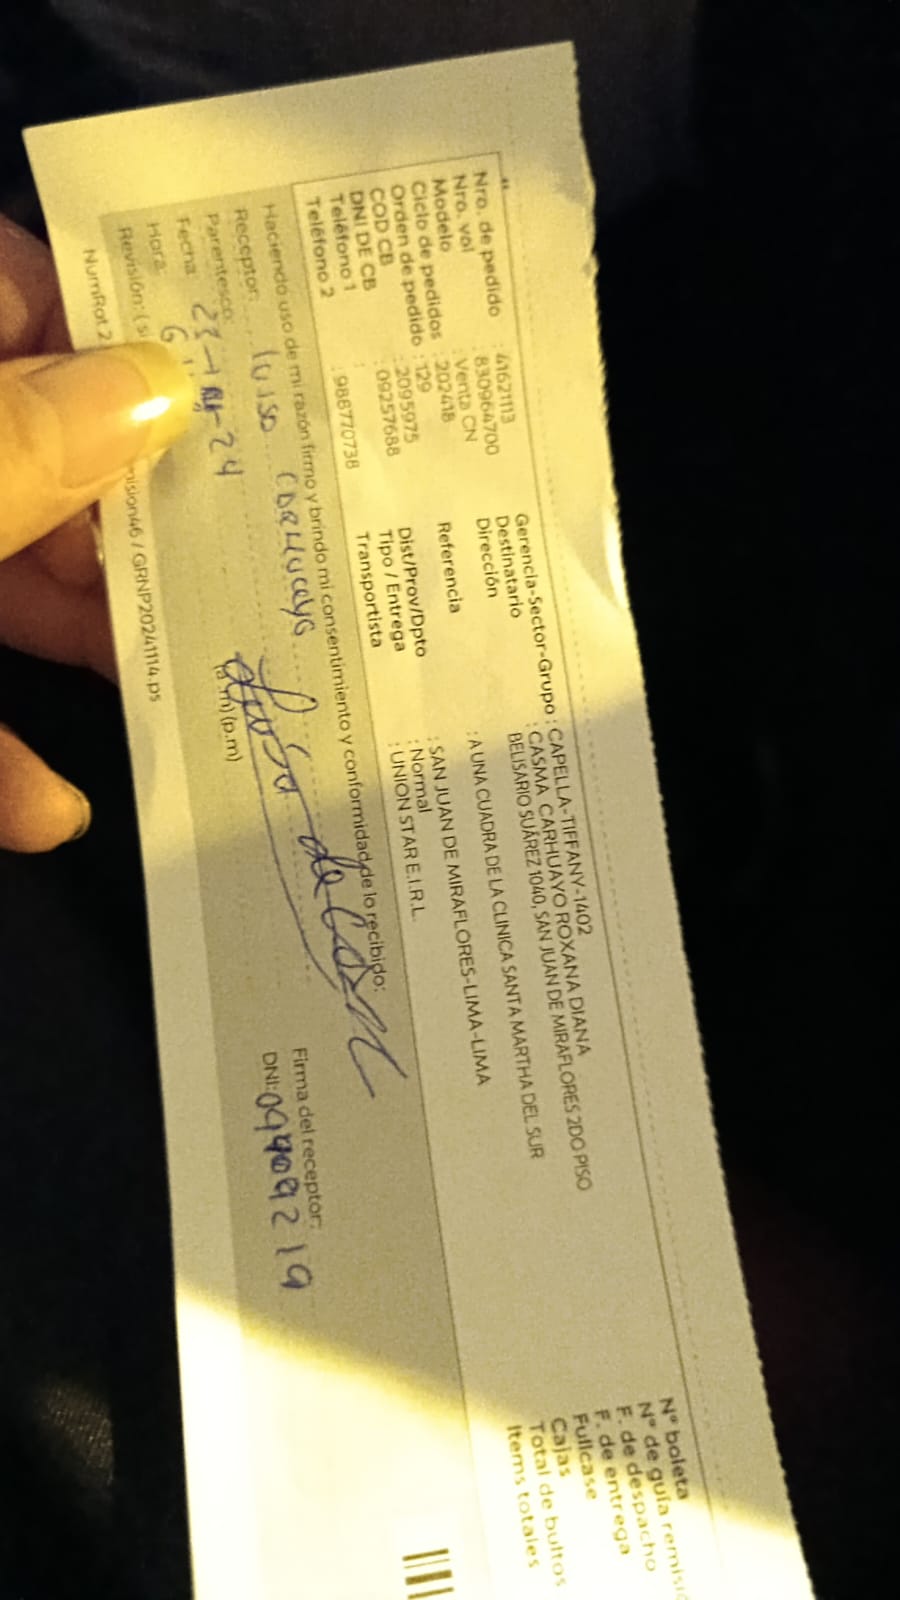 Nro. de pedido : 41621113
Nro. vol : 830964700
Modelo : Venta CN
Ciclo de pedidos : 202418
Orden de pedido : 129
COD CB : 2095975
DNI DE CB : 09257688
Teléfono 1 :
Teléfono 2 : 988770738
Gerencia-Sector-Grupo : CAPELLA-TIFFANY-1402
Destinatario : CASMA CARHUAYO ROXANA DIANA
Dirección : BELISARIO SUÁREZ 1040, SAN JUAN DE MIRAFLORES 2DO PISO
Referencia : A UNA CUADRA DE LA CLINICA SANTA MARTHA DEL SUR
Dist/Prov/Dpto : SAN JUAN DE MIRAFLORES-LIMA-LIMA
Tipo / Entrega : Normal
Transportista : UNION STAR E.I.R.L.
N° boleta
N° de guía
F. de despacho
F. de entrega
Fullcase
Cajas
Total de bultos
Items totales
Haciendo uso de mi razón firmo y brindo mi consentimiento y conformidad de lo recibido:
Receptor:
Parentesco:
Fecha
Hora (p.m)
Revisión:
Firma del receptor:
DNI:
/ GRNP20241114.ps